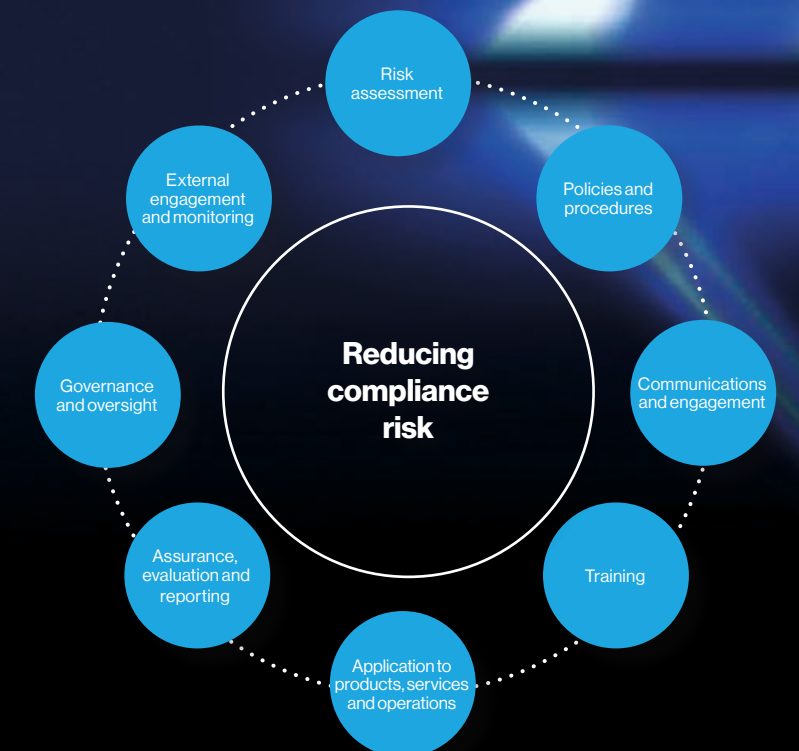 Risk
assessment
Policies and
procedures
Communications
and engagement
Training
Application to
products, services
and operations
Assurance,
evaluation and
reporting
Governance
and oversight
External
engagement
and monitoring
Reducing
compliance
risk